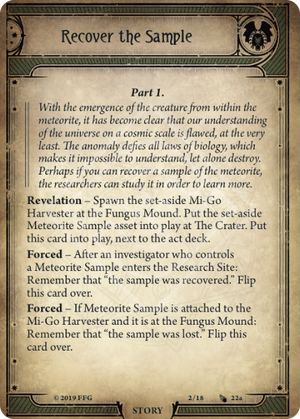 Recover the Sample
Part 1.
With the emergence of the creature from within the
meteorite, it has become clear that our understanding
of the universe on a cosmic scale is flawed, at the very
least. The anomaly defies all laws of biology, which
makes it impossible to understand, let alone destroy.
Perhaps if you can recover a sample of the meteorite,
the researchers can study it in order to learn more.
Revelation – Spawn the set-aside Mi-Go
Harvester at the Fungus Mound. Put the set-aside
Meteorite Sample asset into play at The Crater. Put
this card into play, next to the act deck.
Forced – After an investigator who controls
a Meteorite Sample enters the Research Site:
Remember that “the sample was recovered.” Flip
this card over.
Forced – If Meteorite Sample is attached to the
Mi-Go Harvester and it is at the Fungus Mound:
Remember that “the sample was lost.” Flip this
card over.
© 2019 FFG 2/18 22a
STORY